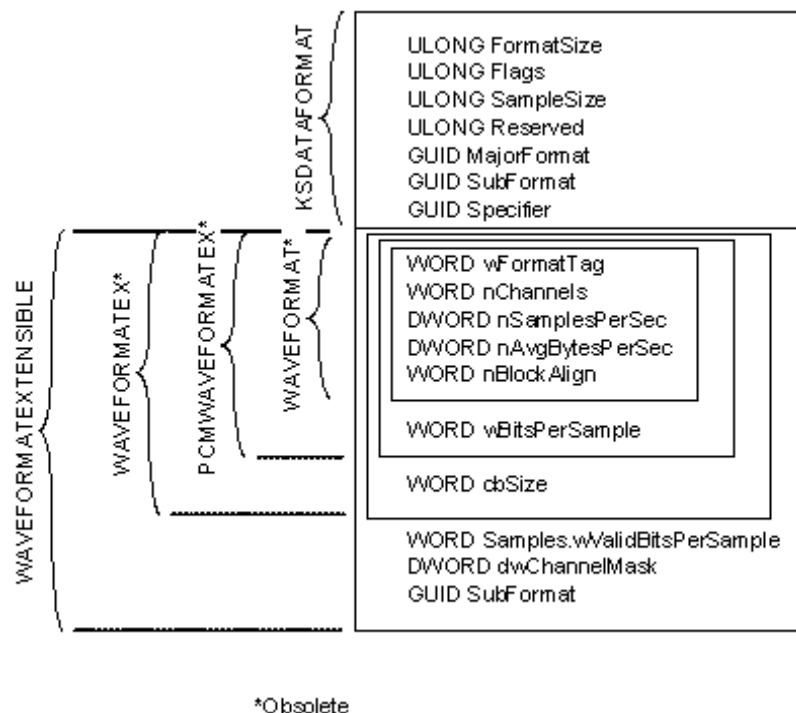 KSDATAFORMAT
ULONG FormatSize
ULONG Flags
ULONG SampleSize
ULONG Reserved
GUID MajorFormat
GUID SubFormat
GUID Specifier
WAVEFORMATEXTENSIBLE
WAVEFORMATEX*
PCMWAVEFORMATEX*
WAVEFORMAT*
WORD wFormatTag
WORD nChannels
DWORD nSamplesPerSec
DWORD nAvgBytesPerSec
WORD nBlockAlign
WORD wBitsPerSample
WORD cbSize
WORD Samples.wValidBitsPerSample
DWORD dwChannelMask
GUID SubFormat
*Obsolete